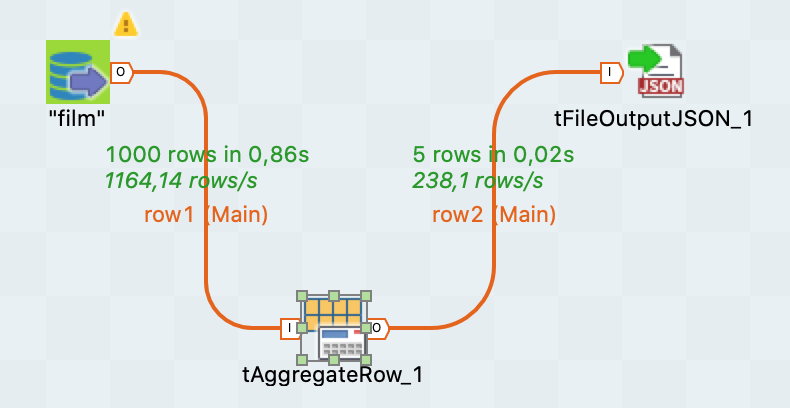 O
I
JSON
"film"
tFileOutputJSON_1
1000 rows in 0,86s
1164,14 rows/s
row1 (Main)
5 rows in 0,02s
238,1 rows/s
row2 (Main)
I
O
tAggregateRow_1